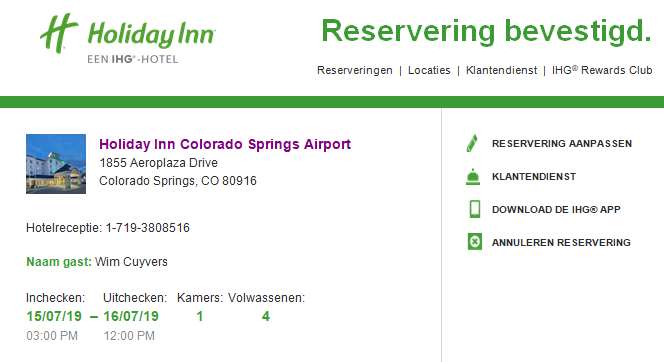 Holiday Inn®
EEN IHG®-HOTEL
Reservering bevestigd.
Reserveringen | Locaties | Klantendienst | IHG® Rewards Club
Holiday Inn Colorado Springs Airport
1855 Aeroplaza Drive
Colorado Springs, CO 80916
Hotelreceptie: 1-719-3808516
Naam gast: Wim Cuyvers
Inchecken: Uitchecken: Kamers: Volwassenen:
15/07/19 – 16/07/19 1 4
03:00 PM 12:00 PM
RESERVERING AANPASSEN
KLANTENDIENST
DOWNLOAD DE IHG® APP
ANNULEREN RESERVERING